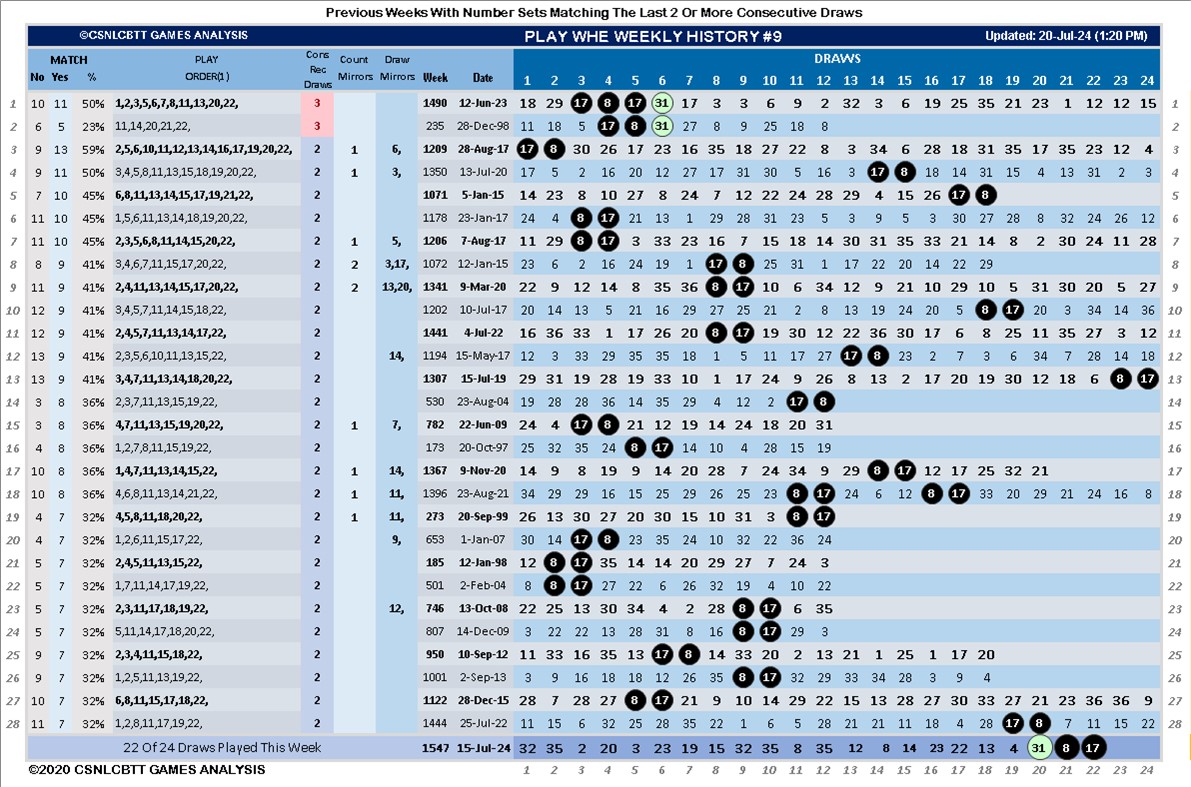 Previous Weeks With Number Sets Matching The Last 2 Or More Consecutive Draws
©CSNLCBTT GAMES ANALYSIS PLAY WHE WEEKLY HISTORY #9 Updated: 20-Jul-24 (1:20 PM)
MATCH PLAY Cons Count Draw DRAWS
No Yes % ORDER(1) Rec Draws Mirrors Mirrors Week Date 1 2 3 4 5 6 7 8 9 10 11 12 13 14 15 16 17 18 19 20 21 22 23 24
1 10 11 50% 1,2,3,5,6,7,8,11,13,20,22, 3 1490 12-Jun-23 18 29 17 8 17 31 17 3 3 6 9 2 32 3 6 19 25 35 21 23 1 12 12 15 1
2 6 5 23% 11,14,20,21,22, 3 235 28-Dec-98 11 18 5 17 8 31 27 8 9 25 18 8 2
3 9 13 59% 2,5,6,10,11,12,13,14,16,17,19,20,22, 2 1 6, 1209 28-Aug-17 17 8 30 26 17 23 16 35 18 27 22 8 3 34 6 28 18 31 35 17 35 23 12 4 3
4 9 11 50% 3,4,5,8,11,13,15,18,19,20,22, 2 1 3, 1350 13-Jul-20 17 5 2 16 20 12 27 17 31 30 5 16 3 17 8 18 14 31 15 4 13 31 2 3 4
5 7 10 45% 6,8,11,13,14,15,17,19,21,22, 2 1071 5-Jan-15 14 23 8 10 27 8 24 7 12 22 24 28 29 4 15 26 17 8 5
6 11 10 45% 1,5,6,11,13,14,18,19,20,22, 2 1178 23-Jan-17 24 4 8 17 21 13 1 29 28 31 23 5 3 9 5 3 30 27 28 8 32 24 26 12 6
7 11 10 45% 2,3,5,6,8,11,14,15,20,22, 2 1 5, 1206 7-Aug-17 11 29 8 17 3 33 23 16 7 15 18 14 30 31 35 33 21 14 8 2 30 24 11 28 7
8 8 9 41% 3,4,6,7,11,15,17,20,22, 2 2 3,17, 1072 12-Jan-15 23 6 2 16 24 19 1 17 8 25 31 1 17 22 20 14 22 29 8
9 11 9 41% 2,4,11,13,14,15,17,20,22, 2 2 13,20, 1341 9-Mar-20 22 9 12 14 8 35 36 8 17 10 6 34 12 9 21 10 29 10 5 31 30 20 5 27 9
10 12 9 41% 3,4,5,7,11,14,15,18,22, 2 1202 10-Jul-17 20 14 13 5 21 16 29 27 25 21 2 8 13 19 24 20 10 8 17 20 3 34 14 36 10
11 12 9 41% 2,4,5,7,11,13,14,17,22, 2 1441 4-Jul-22 16 36 33 1 17 26 20 8 17 19 30 12 22 36 30 17 6 8 25 11 35 27 3 12 11
12 13 9 41% 2,3,5,6,10,11,13,15,22, 2 14, 1194 15-May-17 12 3 33 29 35 35 18 1 5 11 17 27 17 8 23 2 7 3 6 34 7 28 14 18 12
13 13 9 41% 3,4,7,11,13,14,18,20,22, 2 1307 15-Jul-19 29 31 19 28 19 33 10 1 17 24 9 26 8 13 2 17 20 19 30 12 18 6 8 17 13
14 3 8 36% 2,3,7,11,13,15,19,22, 2 530 23-Aug-04 19 28 28 36 14 35 29 4 12 2 17 8 14
15 3 8 36% 4,7,11,13,15,19,20,22, 2 1 7, 782 22-Jun-09 24 4 17 8 21 12 19 14 24 18 20 31 15
16 4 8 36% 1,2,7,8,11,15,19,22, 2 173 20-Oct-97 25 32 35 24 8 17 14 10 4 28 15 19 16
17 10 8 36% 1,4,7,11,13,14,15,22, 2 1 14, 1367 9-Nov-20 14 9 8 19 9 14 20 28 7 24 34 9 29 8 17 12 17 25 32 21 17
18 10 8 36% 4,6,8,11,13,14,21,22, 2 1 11, 1396 23-Aug-21 34 29 29 16 15 25 29 26 25 23 8 17 24 6 12 8 17 33 20 29 21 24 16 8 18
19 4 7 32% 4,5,8,11,18,20,22, 2 1 11, 273 20-Sep-99 26 13 30 27 20 30 15 10 31 3 8 17 19
20 4 7 32% 1,2,6,11,15,17,22, 2 9, 653 1-Jan-07 30 14 17 8 23 35 24 10 32 22 36 24 20
21 5 7 32% 2,4,5,11,13,15,22, 2 185 12-Jan-98 12 8 17 35 14 14 20 29 27 7 24 3 21
22 5 7 32% 1,7,11,14,17,19,22, 2 501 2-Feb-04 8 8 17 27 22 6 26 32 19 4 10 22 22
23 5 7 32% 2,3,11,17,18,19,22, 2 12, 746 13-Oct-08 22 25 13 30 34 4 2 28 8 17 6 35 23
24 5 7 32% 5,11,14,17,18,20,22, 2 807 14-Dec-09 3 22 22 13 28 31 8 16 8 17 29 3 24
25 9 7 32% 2,3,4,11,15,18,22, 2 950 10-Sep-12 11 33 16 35 13 17 8 14 33 20 2 13 21 1 25 1 17 20 25
26 9 7 32% 1,2,5,11,13,19,22, 2 1001 2-Sep-13 3 9 16 18 18 12 26 35 8 17 31 29 33 34 28 3 9 4 26
27 10 7 32% 6,8,11,15,17,18,22, 2 1122 28-Dec-15 28 7 28 27 8 17 21 9 10 14 29 22 15 13 28 27 30 33 27 21 23 36 36 9 27
28 11 7 32% 1,2,8,11,17,19,22, 2 1444 25-Jul-22 11 15 6 32 25 28 35 22 1 6 5 28 21 21 11 18 4 28 17 8 7 11 15 22 28
22 Of 24 Draws Played This Week 1547 15-Jul-24 32 35 2 20 3 23 19 15 32 35 8 35 12 8 14 23 22 13 4 31 8 17
©2020 CSNLCBTT GAMES ANALYSIS 1 2 3 4 5 6 7 8 9 10 11 12 13 14 15 16 17 18 19 20 21 22 23 24